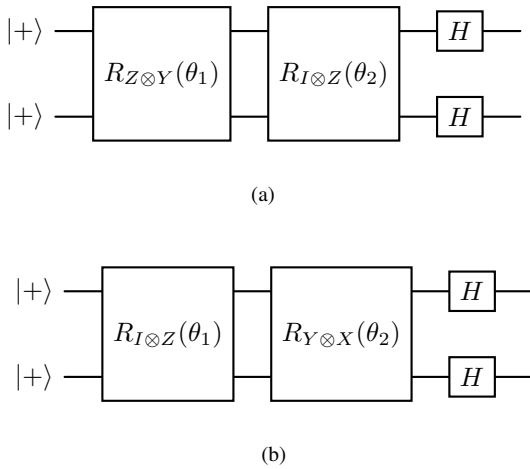 |+⟩ R_{Z⊗Y}(θ_1) R_{I⊗Z}(θ_2) H
|+⟩ H
(a)
|+⟩ R_{I⊗Z}(θ_1) R_{Y⊗X}(θ_2) H
|+⟩ H
(b)